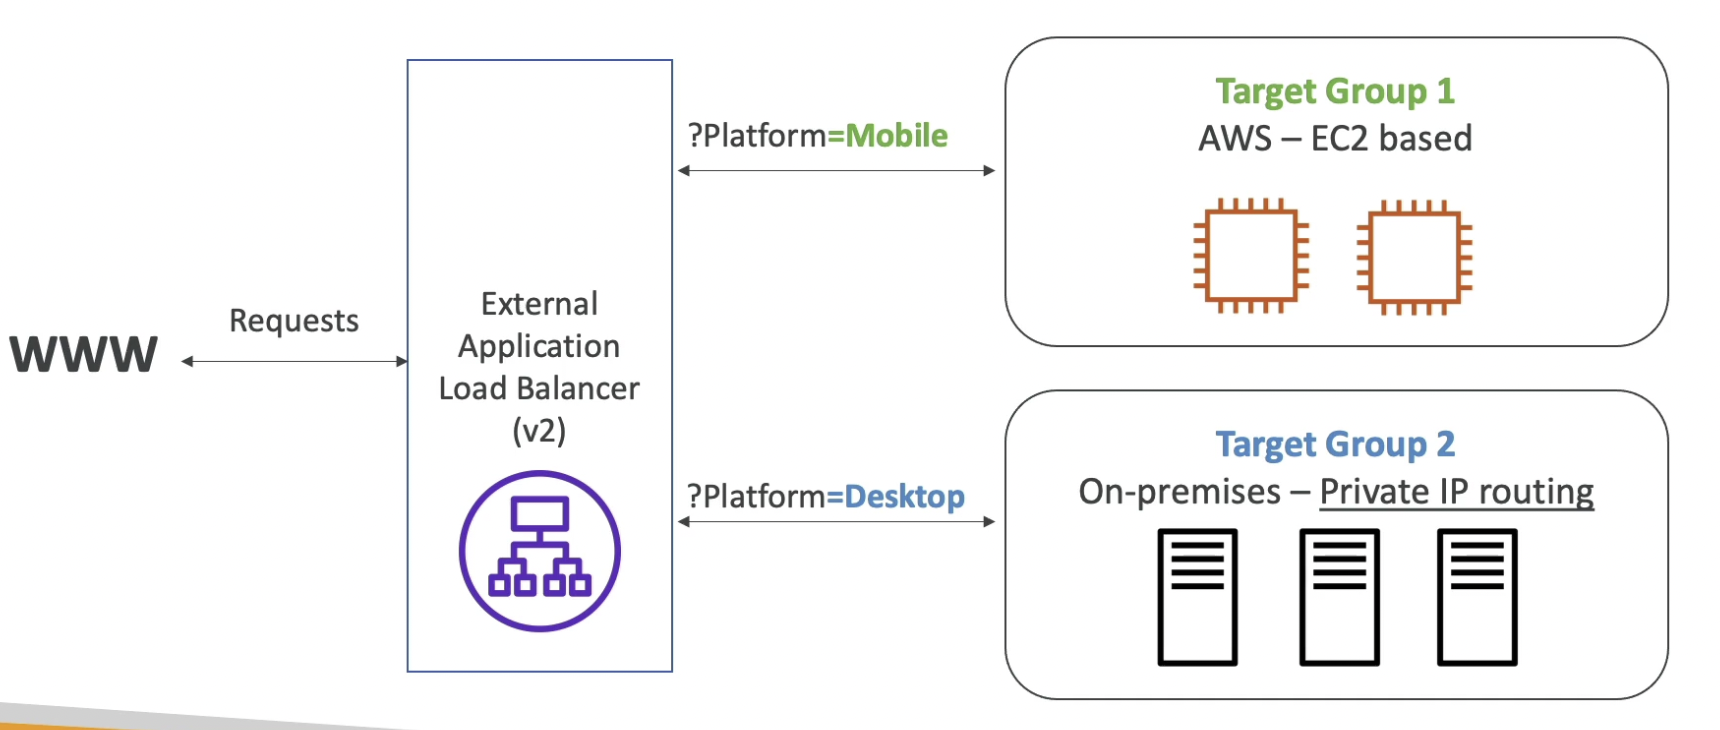 WWW
Requests
External
Application
Load Balancer
(v2)
?Platform=Mobile
Target Group 1
AWS – EC2 based
?Platform=Desktop
Target Group 2
On-premises – Private IP routing